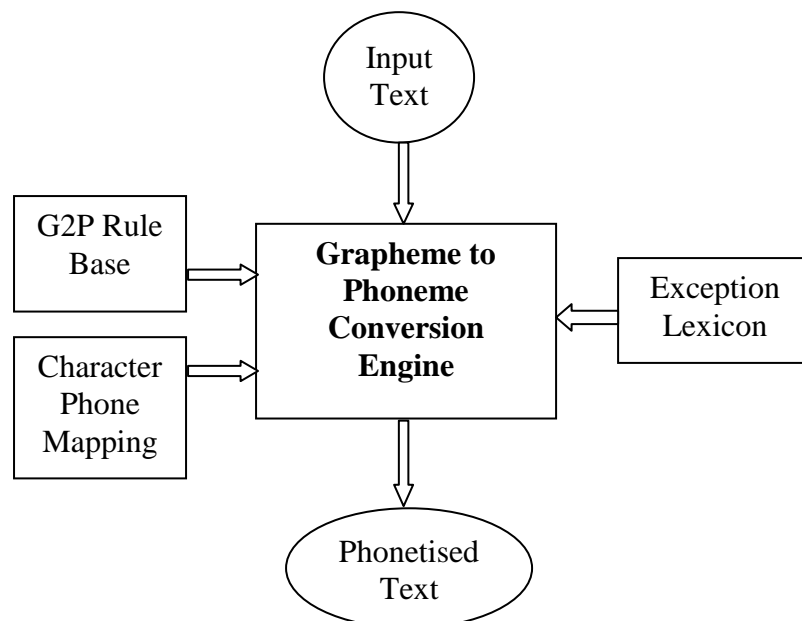 Input
Text
G2P Rule
Base
Grapheme to
Phoneme
Conversion
Engine
Exception
Lexicon
Character
Phone
Mapping
Phonetised
Text